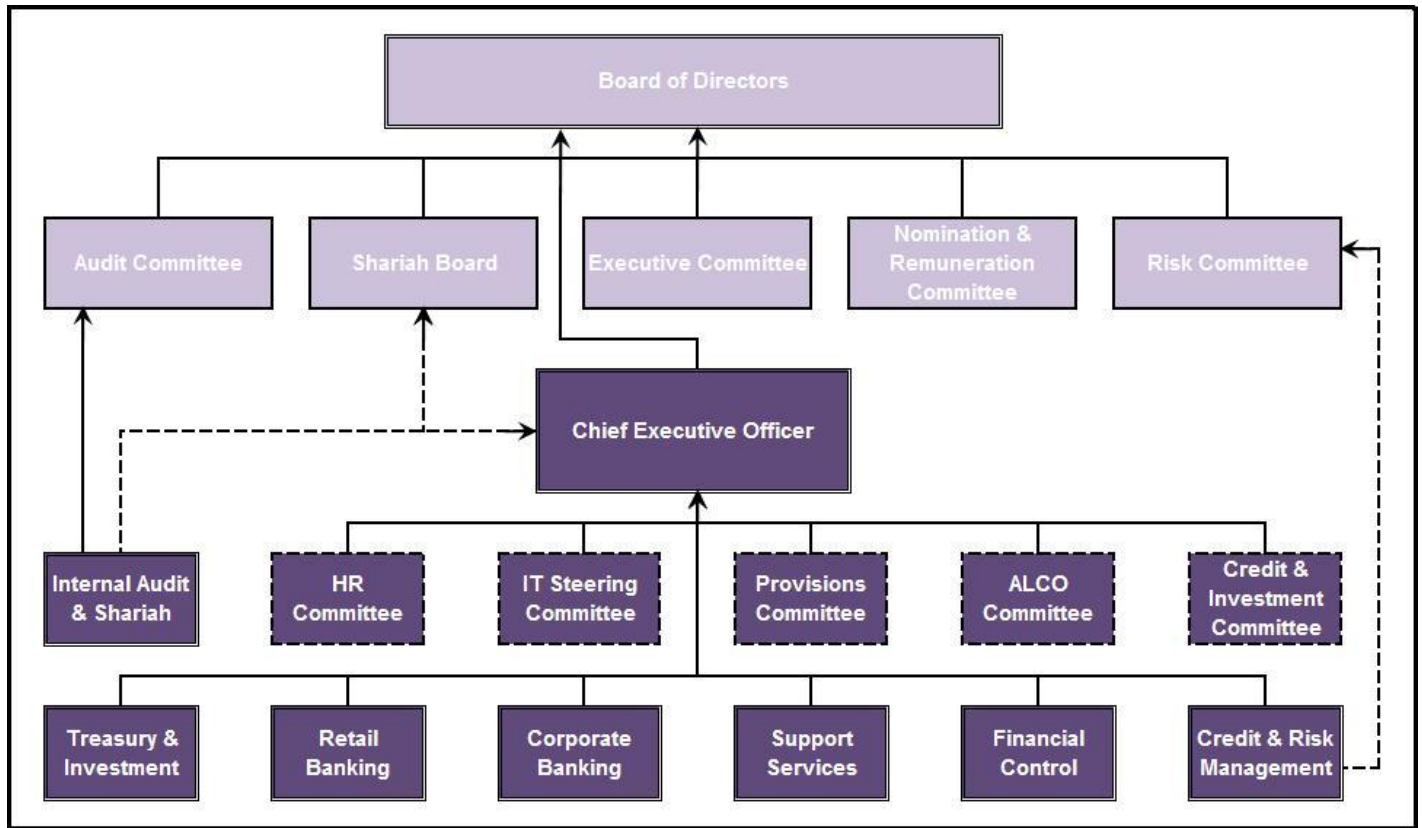 Board of Directors
Audit Committee
Shariah Board
Executive Committee
Nomination &
Remuneration
Committee
Risk Committee
Chief Executive Officer
Internal Audit
& Shariah
HR
Committee
IT Steering
Committee
Provisions
Committee
ALCO
Committee
Credit &
Investment
Committee
Treasury &
Investment
Retail
Banking
Corporate
Banking
Support
Services
Financial
Control
Credit & Risk
Management